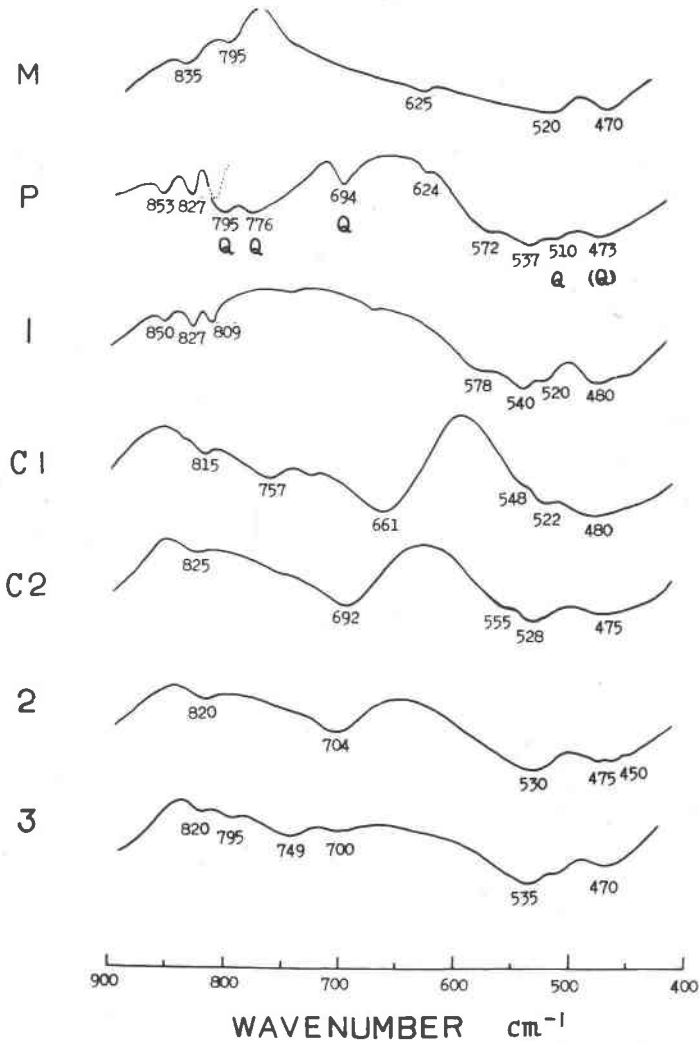 M
835 795 625 520 470
P
853 827 795 776 694 624 572 537 510 473
Q Q Q Q (Q)
1
850 827 809 578 540 520 480
C1
815 757 661 548 522 480
C2
825 692 555 528 475
2
820 704 530 475 450
3
820 795 749 700 535 470
900 800 700 600 500 400
WAVENUMBER cm⁻¹